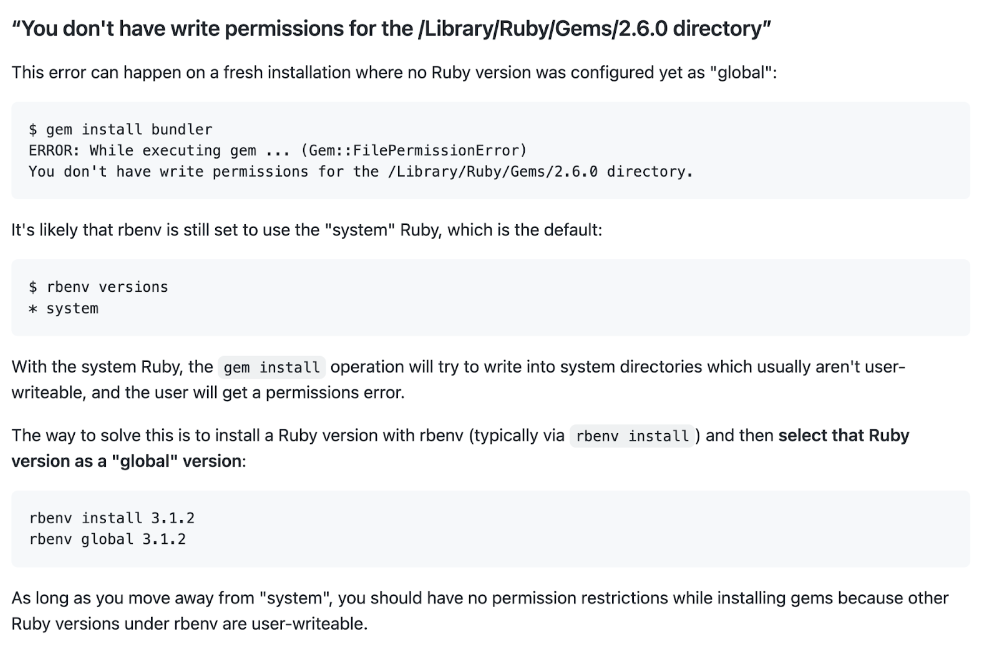 “You don't have write permissions for the /Library/Ruby/Gems/2.6.0 directory”
This error can happen on a fresh installation where no Ruby version was configured yet as "global":
$ gem install bundler
ERROR: While executing gem ... (Gem::FilePermissionError)
You don't have write permissions for the /Library/Ruby/Gems/2.6.0 directory.
It's likely that rbenv is still set to use the "system" Ruby, which is the default:
$ rbenv versions
* system
With the system Ruby, the gem install operation will try to write into system directories which usually aren't user-
writeable, and the user will get a permissions error.
The way to solve this is to install a Ruby version with rbenv (typically via rbenv install) and then select that Ruby
version as a "global" version:
rbenv install 3.1.2
rbenv global 3.1.2
As long as you move away from "system", you should have no permission restrictions while installing gems because other
Ruby versions under rbenv are user-writeable.